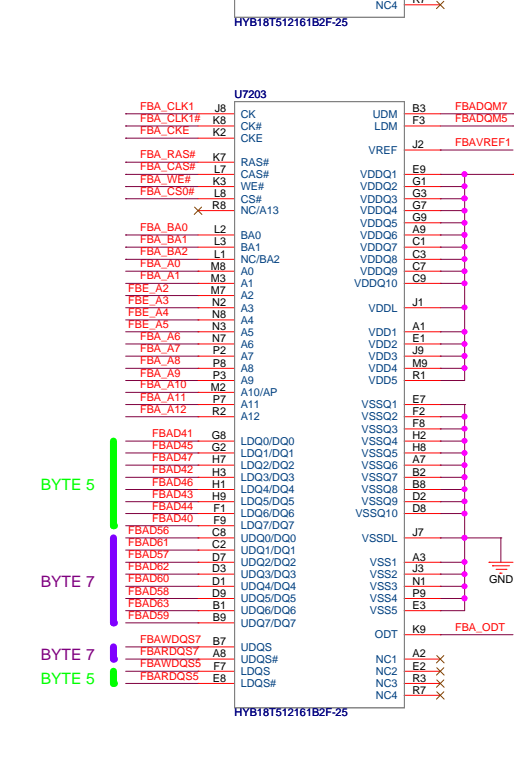 NC4 R7
HYB18T512161B2F-25
U7203
FBA_CLK1 J8 CK
FBA_CLK1# K8 CK#
FBA_CKE K2 CKE
FBA_RAS# K7 RAS#
FBA_CAS# L7 CAS#
FBA_WE# K3 WE#
FBA_CS0# L8 CS#
R8 NC/A13
FBA_BA0 L2 BA0
FBA_BA1 L3 BA1
FBA_BA2 L1 NC/BA2
FBA_A0 M8 A0
FBA_A1 M3 A1
FBE_A2 M7 A2
FBE_A3 N2 A3
FBE_A4 N8 A4
FBE_A5 N3 A5
FBA_A6 N7 A6
FBA_A7 P2 A7
FBA_A8 P8 A8
FBA_A9 P3 A9
FBA_A10 M2 A10/AP
FBA_A11 P7 A11
FBA_A12 R2 A12
FBAD41 G8 LDQ0/DQ0
FBAD45 G2 LDQ1/DQ1
FBAD47 H7 LDQ2/DQ2
FBAD42 H3 LDQ3/DQ3
FBAD46 H1 LDQ4/DQ4
FBAD43 H9 LDQ5/DQ5
FBAD44 F1 LDQ6/DQ6
FBAD40 F9 LDQ7/DQ7
BYTE 5
FBAD56 C8 UDQ0/DQ0
FBAD61 C2 UDQ1/DQ1
FBAD57 D7 UDQ2/DQ2
FBAD62 D3 UDQ3/DQ3
FBAD60 D1 UDQ4/DQ4
FBAD58 D9 UDQ5/DQ5
FBAD63 B1 UDQ6/DQ6
FBAD59 B9 UDQ7/DQ7
BYTE 7
FBAWDQS7 B7 UDQS
FBARDQS7 A8 UDQS#
BYTE 7
FBAWDQS5 F7 LDQS
FBARDQS5 E8 LDQS#
BYTE 5
UDM B3 FBADQM7
LDM F3 FBADQM5
VREF J2 FBAVREF1
VDDQ1 E9
VDDQ2 G1
VDDQ3 G3
VDDQ4 G7
VDDQ5 G9
VDDQ6 A9
VDDQ7 C1
VDDQ8 C3
VDDQ9 C7
VDDQ10 C9
VDDL J1
VDD1 A1
VDD2 E1
VDD3 J9
VDD4 M9
VDD5 R1
VSSQ1 E7
VSSQ2 F2
VSSQ3 F8
VSSQ4 H2
VSSQ5 H8
VSSQ6 A7
VSSQ7 B2
VSSQ8 B8
VSSQ9 D2
VSSQ10 D8
VSSDL J7
VSS1 A3
VSS2 J3
VSS3 N1
VSS4 P9
VSS5 E3
GND
ODT K9 FBA_ODT
NC1 A2
NC2 E2
NC3 R3
NC4 R7
HYB18T512161B2F-25